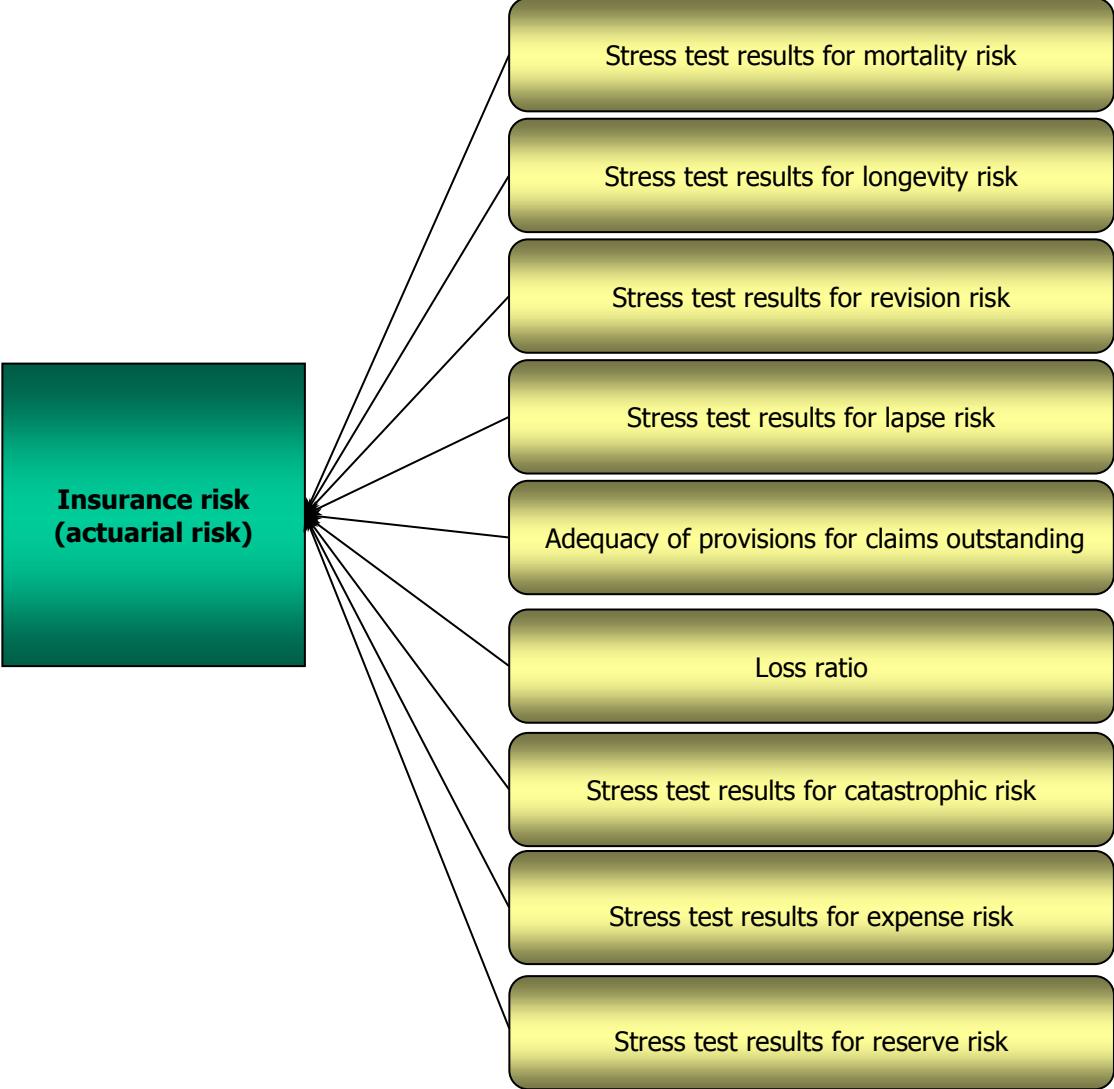 Stress test results for mortality risk
Stress test results for longevity risk
Stress test results for revision risk
Stress test results for lapse risk
Insurance risk
(actuarial risk)
Adequacy of provisions for claims outstanding
Loss ratio
Stress test results for catastrophic risk
Stress test results for expense risk
Stress test results for reserve risk